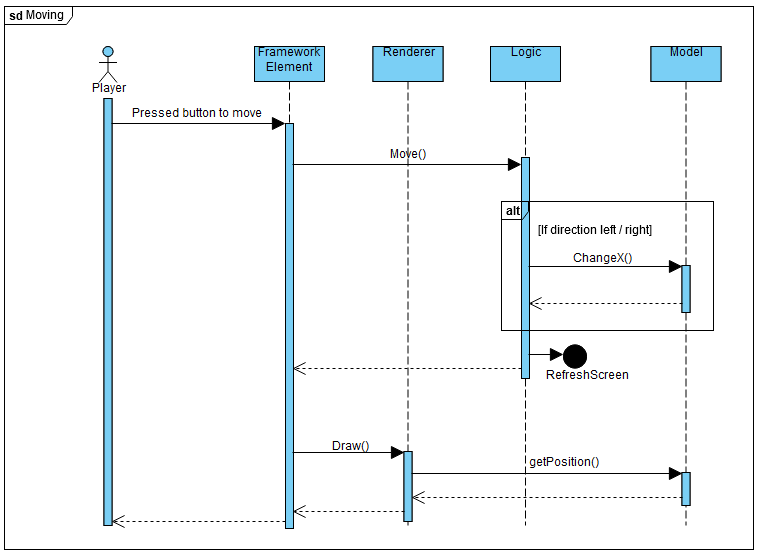 sd Moving
Framework
Element
Renderer
Logic
Model
Player
Pressed button to move
Move()
alt
[If direction left / right]
ChangeX()
RefreshScreen
Draw()
getPosition()